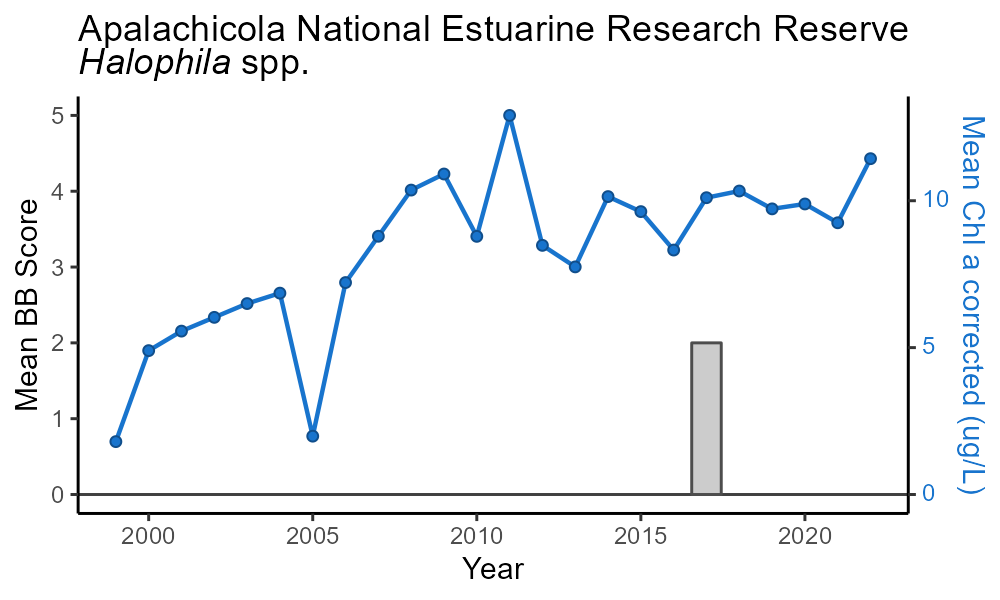 Apalachicola National Estuarine Research Reserve
Halophila spp.
5
4
3
2
1
0
Mean BB Score
10
5
0
Mean Chl a corrected (ug/L)
2000 2005 2010 2015 2020
Year